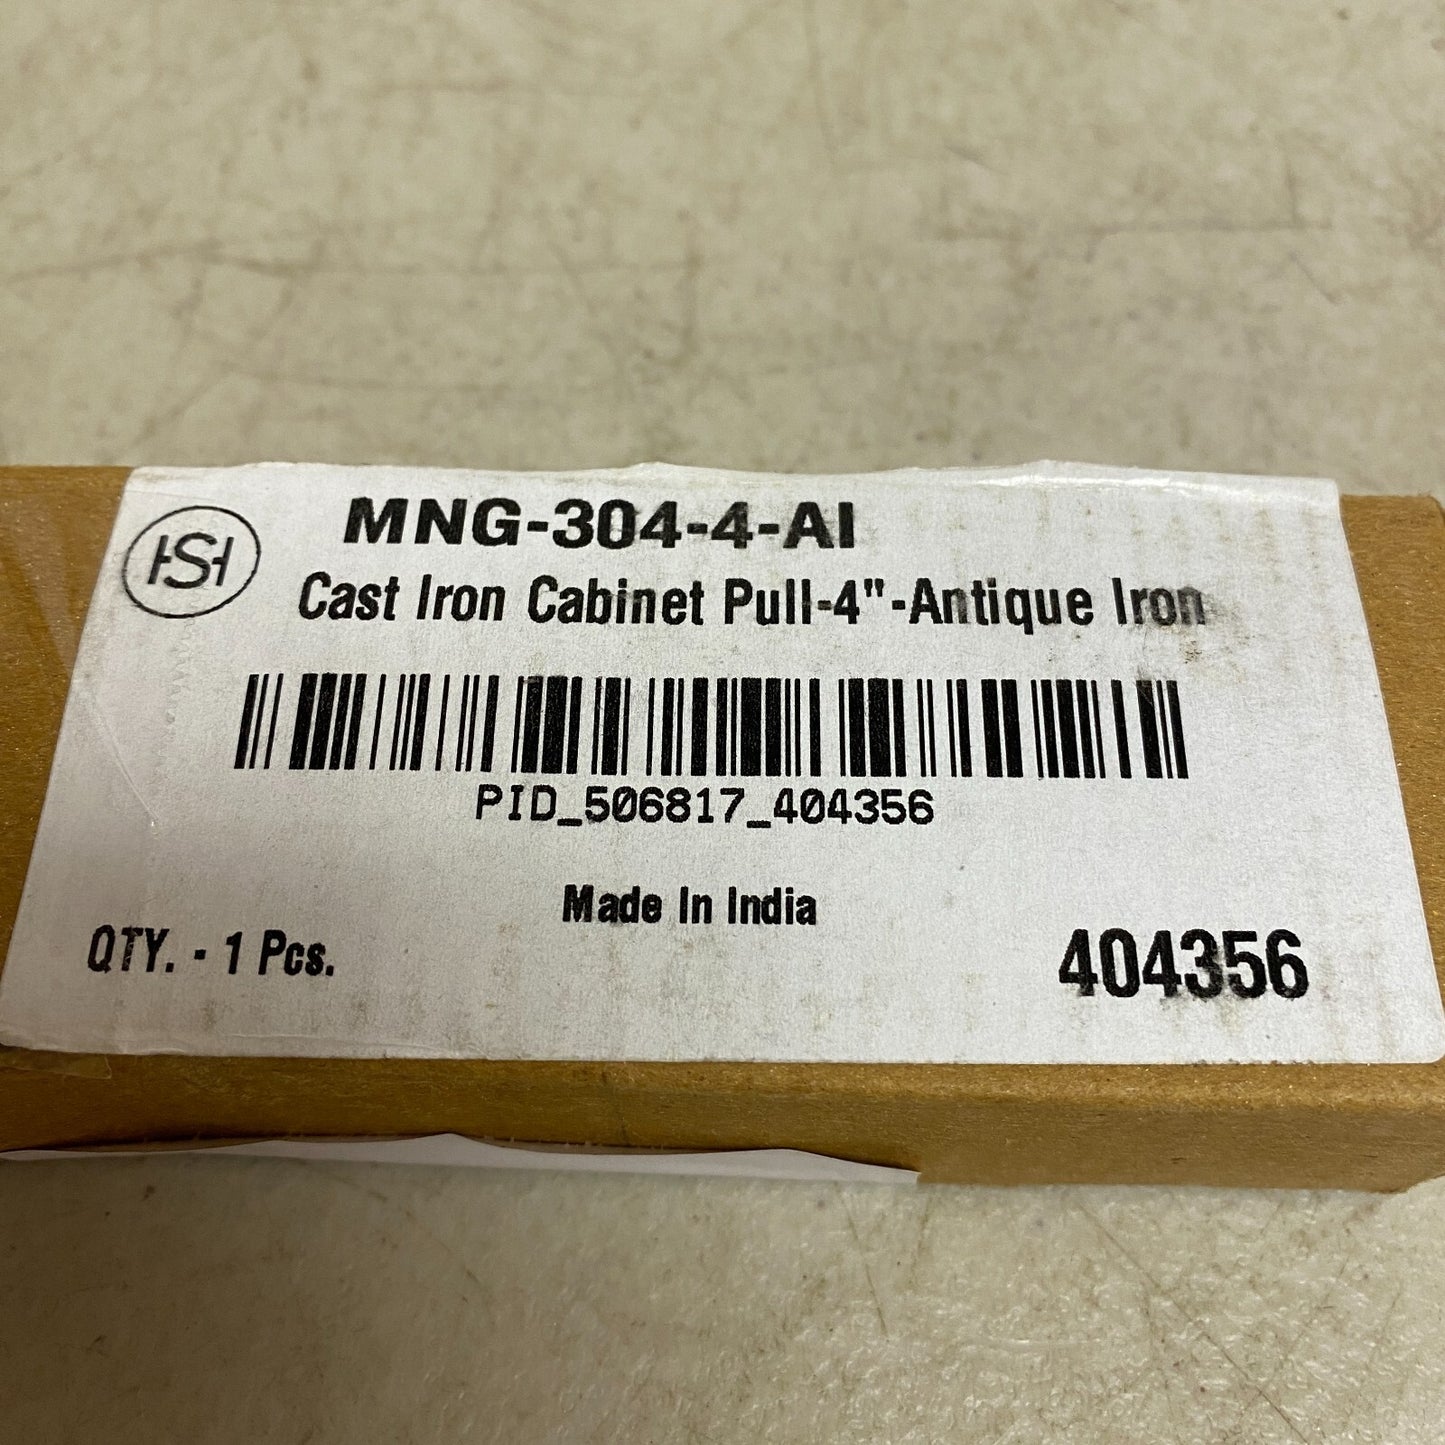 HSH
MNG-304-4-AI
Cast Iron Cabinet Pull-4"-Antique Iron
PID_506817_404356
Made In India
QTY. - 1 Pcs.
404356